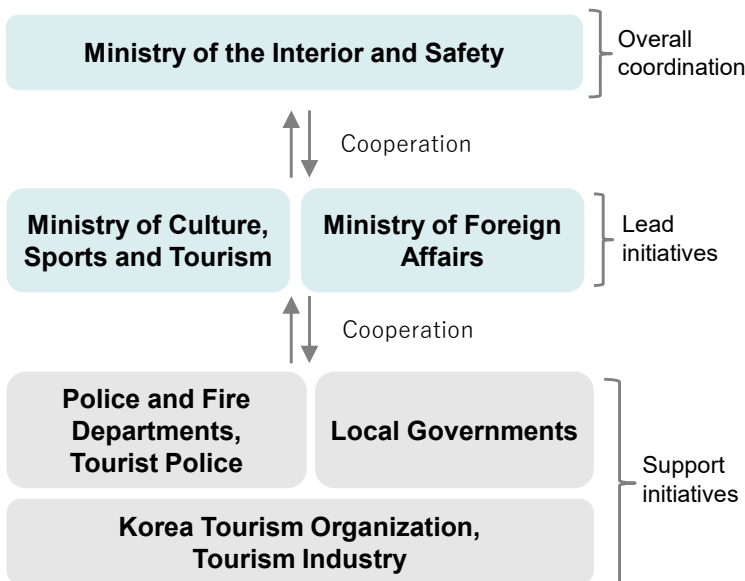 Ministry of the Interior and Safety
Overall
coordination
Cooperation
Ministry of Culture,
Sports and Tourism
Ministry of Foreign
Affairs
Lead
initiatives
Cooperation
Police and Fire
Departments,
Tourist Police
Local Governments
Support
initiatives
Korea Tourism Organization,
Tourism Industry